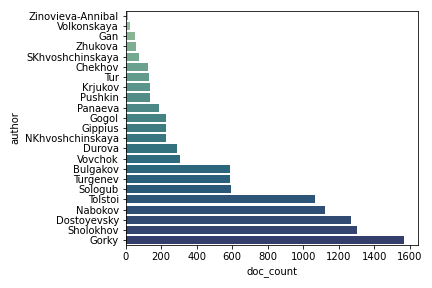 Zinovieva-Annibal
Volkonskaya
Gan
Zhukova
SKhvoshchinskaya
Chekhov
Tur
Krjukov
Pushkin
Panaeva
Gogol
Gippius
NKhvoshchinskaya
Durova
Vovchok
Bulgakov
Turgenev
Sologub
Tolstoi
Nabokov
Dostoyevsky
Sholokhov
Gorky
author
0 200 400 600 800 1000 1200 1400 1600
doc_count